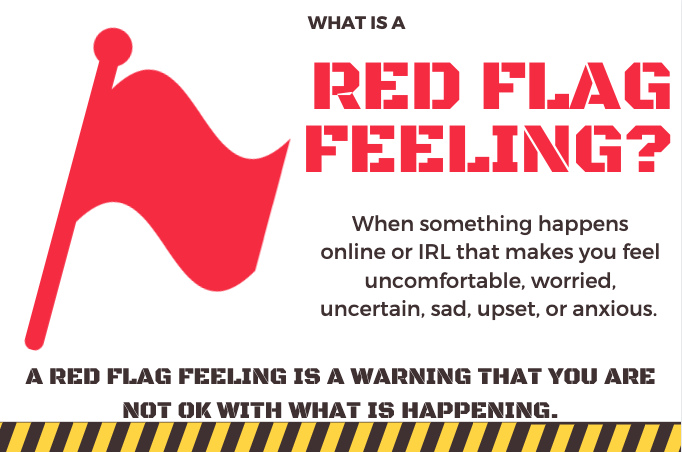 WHAT IS A
RED FLAG
FEELING?
When something happens
online or IRL that makes you feel
uncomfortable, worried,
uncertain, sad, upset, or anxious.
A RED FLAG FEELING IS A WARNING THAT YOU ARE
NOT OK WITH WHAT IS HAPPENING.